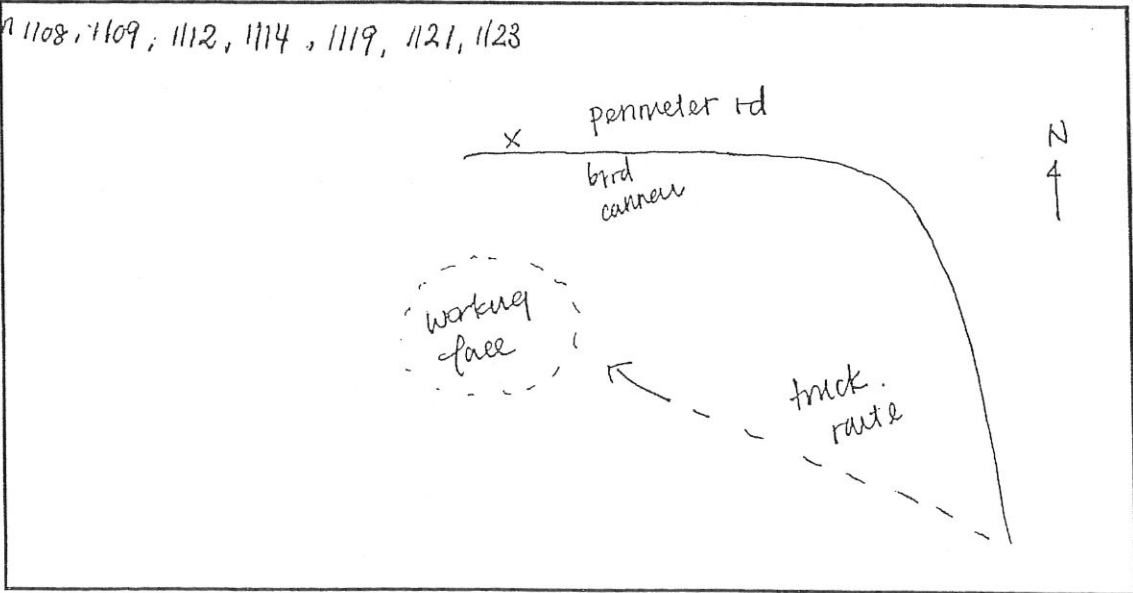 1108, 1109, 1112, 1114, 1119, 1121, 1123
perimeter rd
N
X
bird
cannon
working
face
truck
route